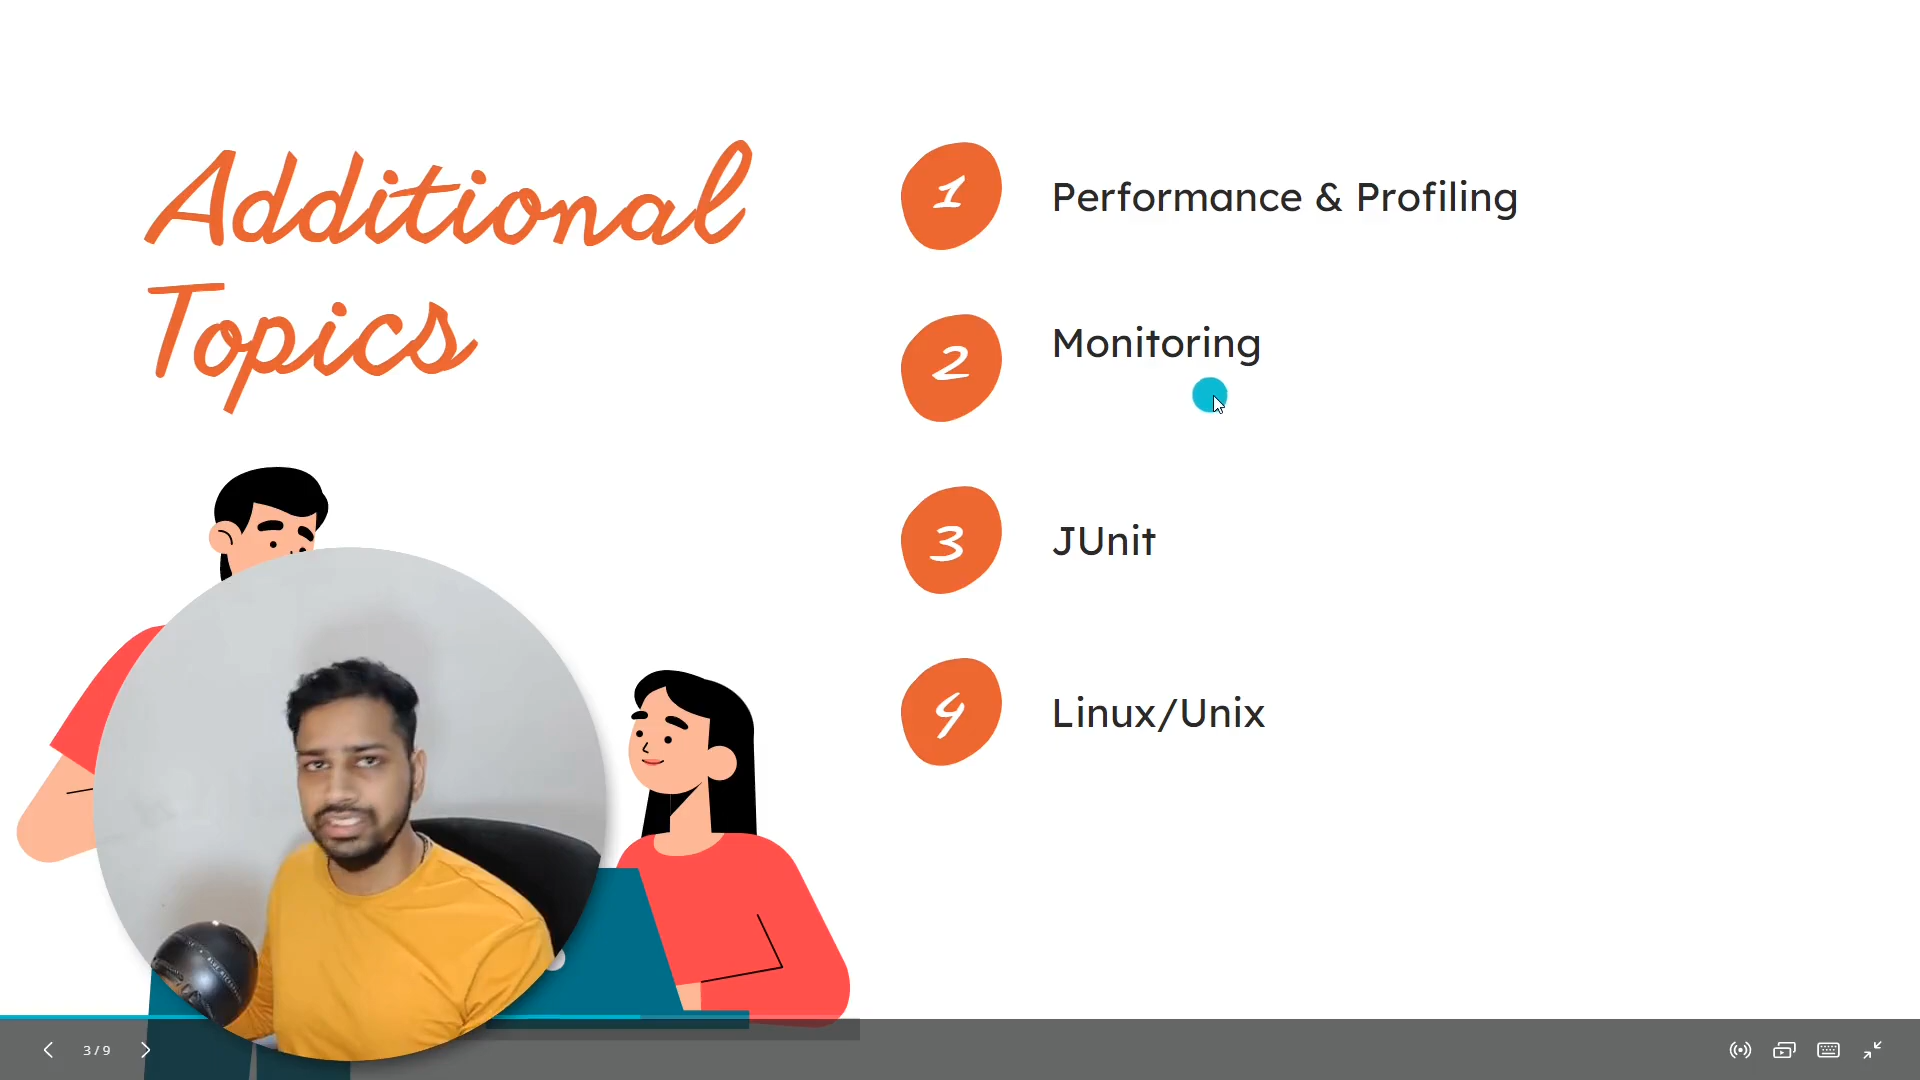 Additional
Topics
1
Performance & Profiling
2
Monitoring
3
JUnit
4
Linux/Unix
3 / 9